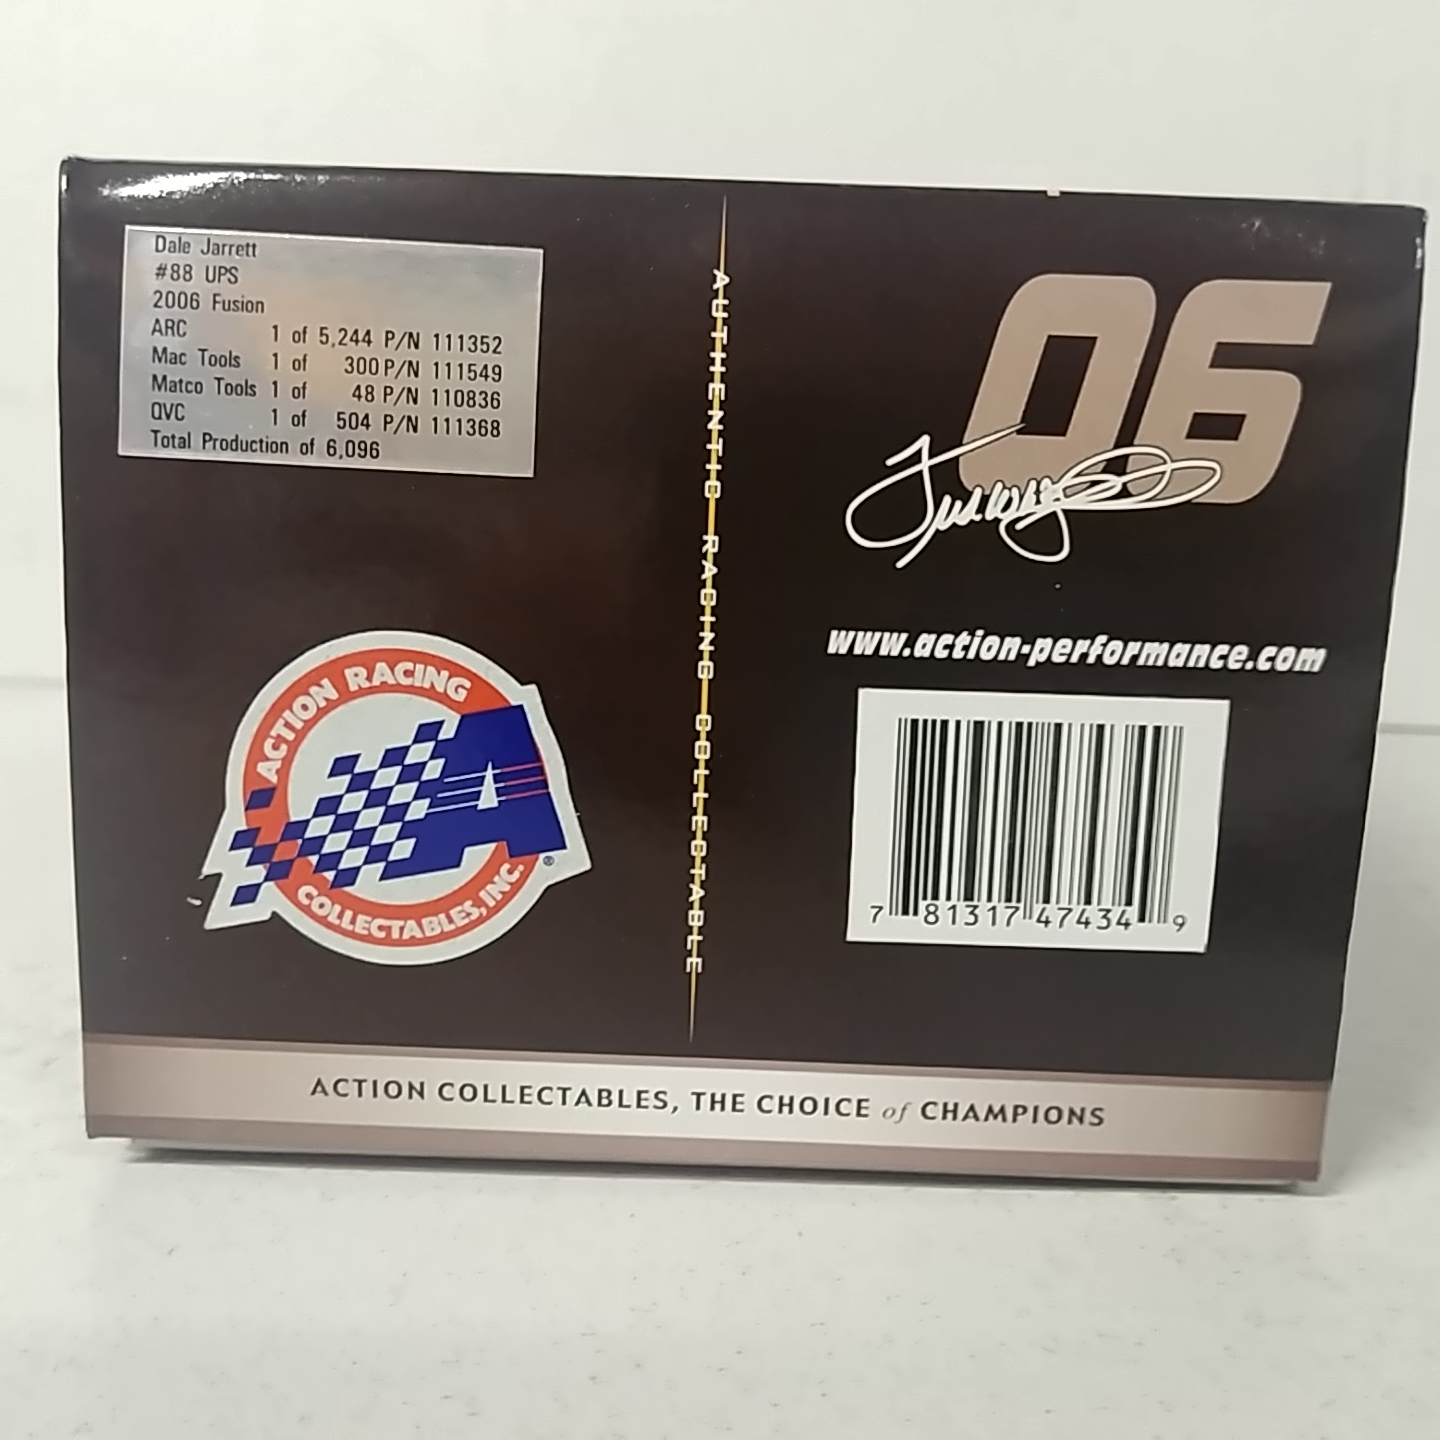 Dale Jarrett
#88 UPS
2006 Fusion
ARC 1 of 5,244 P/N 111352
Mac Tools 1 of 300 P/N 111549
Matco Tools 1 of 48 P/N 110836
QVC 1 of 504 P/N 111368
Total Production of 6,096
ACTION RACING
COLLECTABLES, INC.
®
A
AUTHENTIC RACING COLLECTABLE
06
www.action-performance.com
7 81317 47434 9
ACTION COLLECTABLES, THE CHOICE of CHAMPIONS